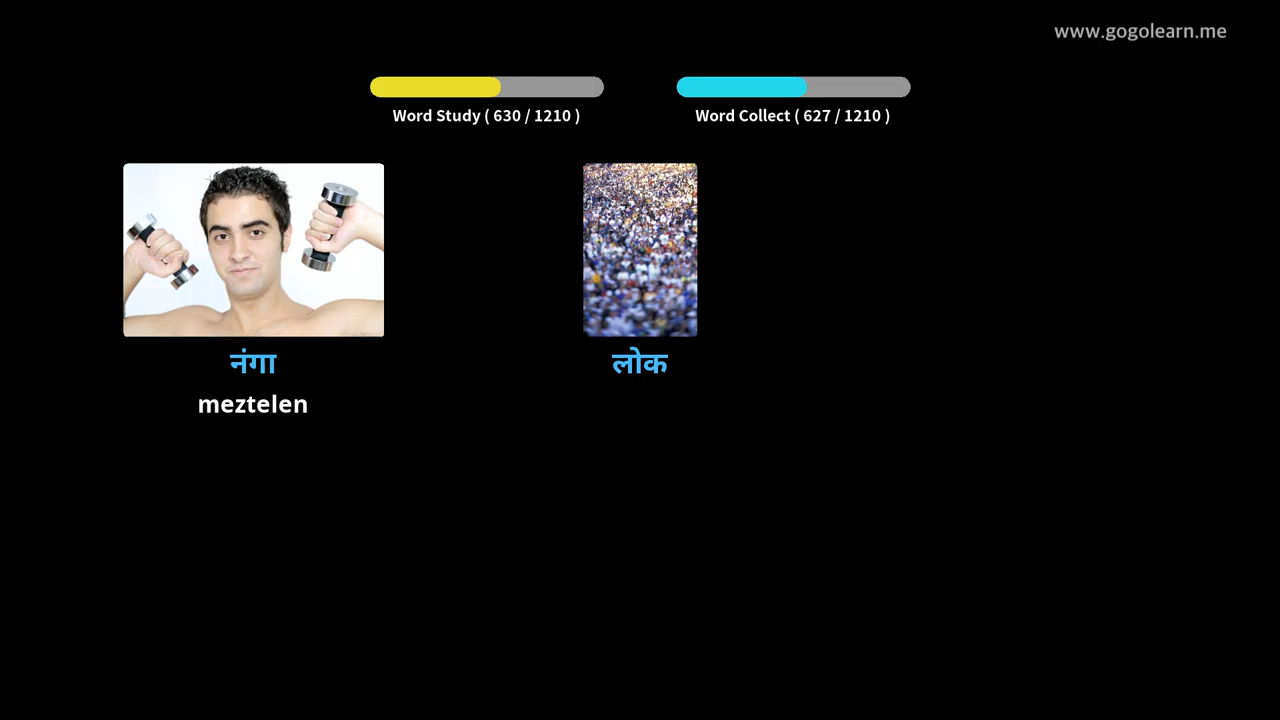 www.gogolearn.me
Word Study ( 630 / 1210 )
Word Collect ( 627 / 1210 )
नंगा
meztelen
लोक